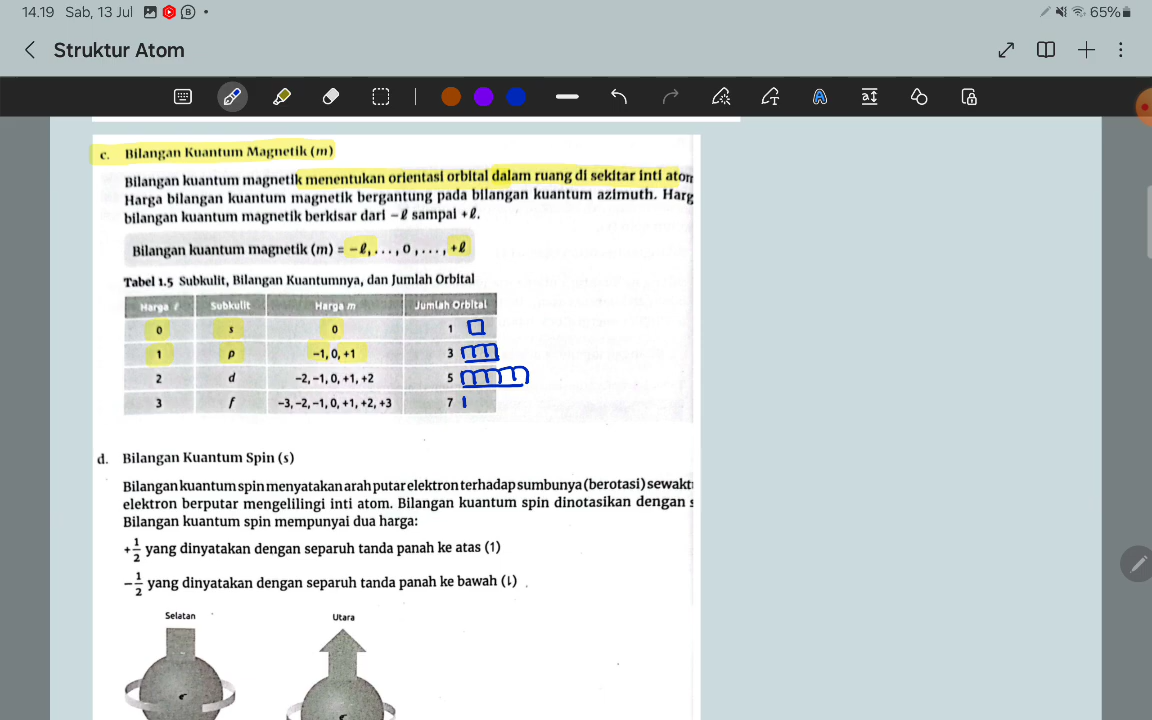 14.19 Sab, 13 Jul
65%
Struktur Atom
c. Bilangan Kuantum Magnetik (m)
Bilangan kuantum magnetik menentukan orientasi orbital dalam ruang di sekitar inti atom
Harga bilangan kuantum magnetik bergantung pada bilangan kuantum azimuth. Harg
bilangan kuantum magnetik berkisar dari −ℓ sampai +ℓ.
Bilangan kuantum magnetik (m) = −ℓ, . . . , 0 , . . . , +ℓ
Tabel 1.5 Subkulit, Bilangan Kuantumnya, dan Jumlah Orbital
Harga ℓ Subkulit Harga m Jumlah Orbital
0 s 0 1
1 p −1, 0, +1 3
2 d −2, −1, 0, +1, +2 5
3 f −3, −2, −1, 0, +1, +2, +3 7
d. Bilangan Kuantum Spin (s)
Bilangan kuantum spin menyatakan arah putar elektron terhadap sumbunya (berotasi) sewakt
elektron berputar mengelilingi inti atom. Bilangan kuantum spin dinotasikan dengan s
Bilangan kuantum spin mempunyai dua harga:
+1/2 yang dinyatakan dengan separuh tanda panah ke atas (↿)
−1/2 yang dinyatakan dengan separuh tanda panah ke bawah (⇂)
Selatan Utara
e e